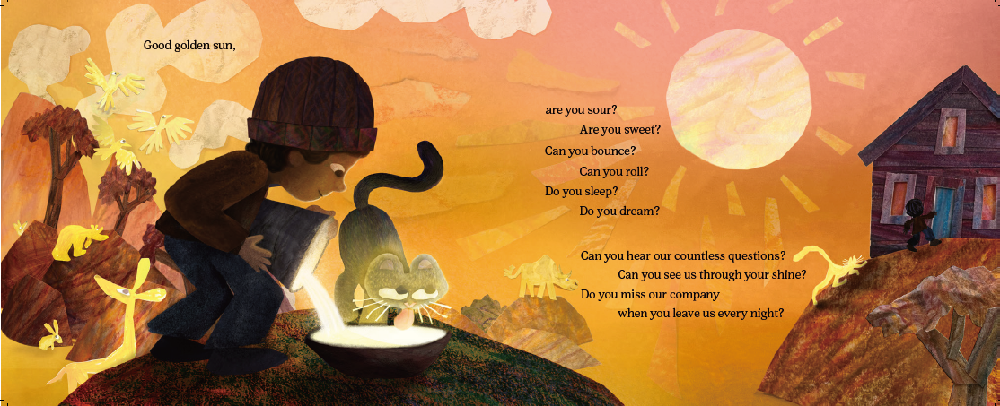 Good golden sun,
are you sour?
Are you sweet?
Can you bounce?
Can you roll?
Do you sleep?
Do you dream?
Can you hear our countless questions?
Can you see us through your shine?
Do you miss our company
when you leave us every night?